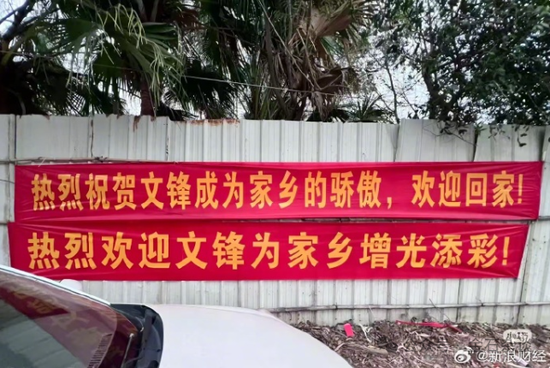 热烈祝贺文锋成为家乡的骄傲，欢迎回家！
热烈欢迎文锋为家乡增光添彩！
@新浪财经